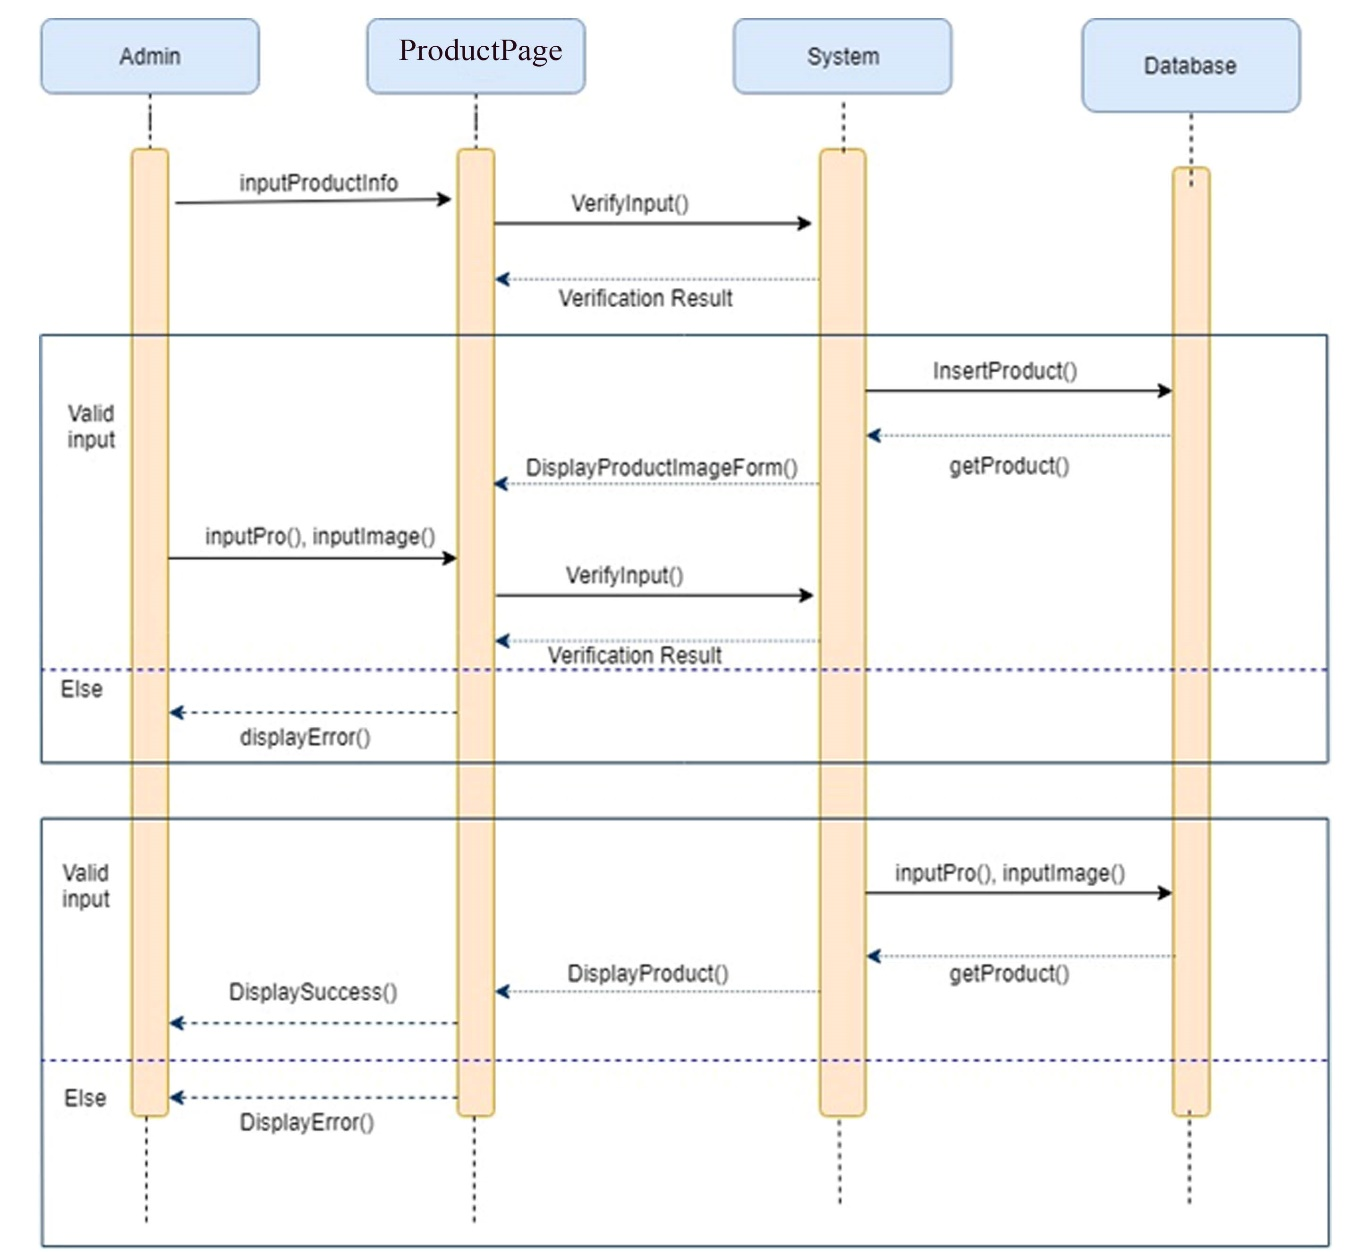 Admin
ProductPage
System
Database
inputProductInfo
VerifyInput()
Verification Result
InsertProduct()
Valid
input
getProduct()
DisplayProductImageForm()
inputPro(), inputImage()
VerifyInput()
Verification Result
Else
displayError()
Valid
input
inputPro(), inputImage()
getProduct()
DisplayProduct()
DisplaySuccess()
Else
DisplayError()